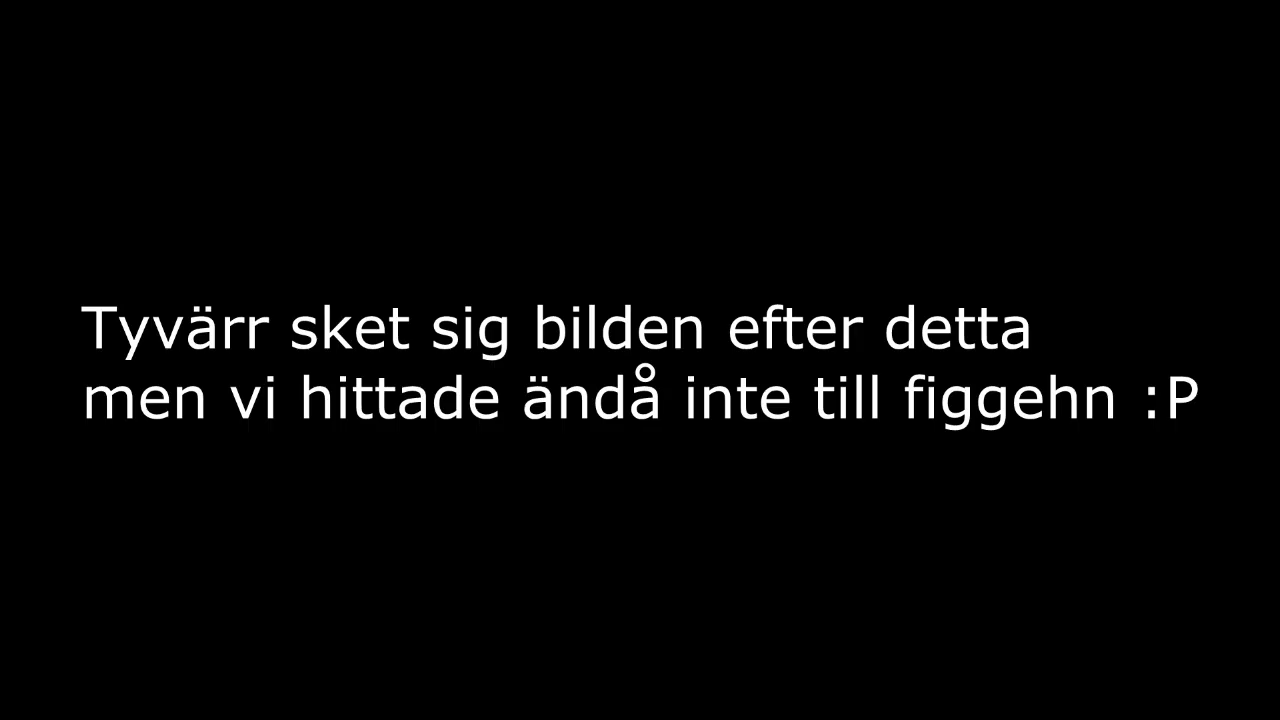 Tyvärr sket sig bilden efter detta
men vi hittade ändå inte till figgehn :P